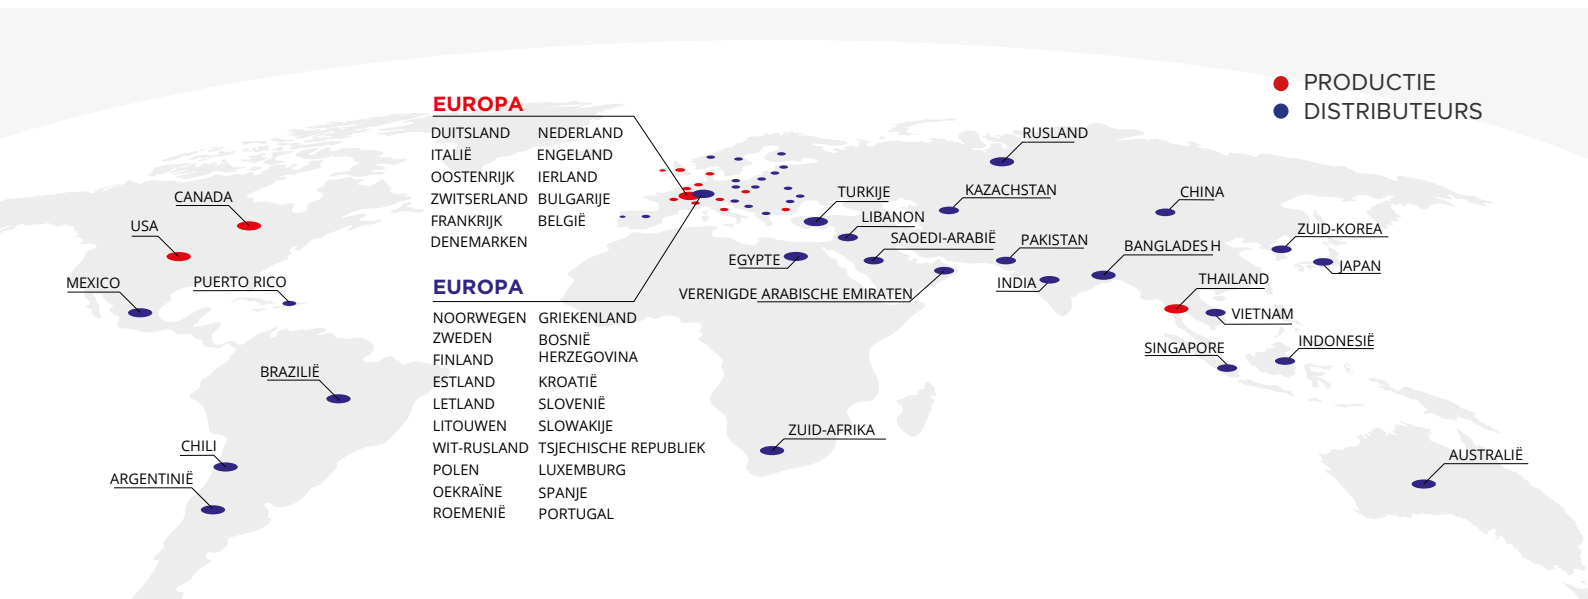 PRODUCTIE
DISTRIBUTEURS
EUROPA
DUITSLAND NEDERLAND
ITALIË ENGELAND
OOSTENRIJK IERLAND
ZWITSERLAND BULGARIJE
FRANKRIJK BELGIË
DENEMARKEN
EUROPA
NOORWEGEN GRIEKENLAND
ZWEDEN BOSNIË
FINLAND HERZEGOVINA
ESTLAND KROATIË
LETLAND SLOVENIË
LITOUWEN SLOWAKIJE
WIT-RUSLAND TSJECHISCHE REPUBLIEK
POLEN LUXEMBURG
OEKRAÏNE SPANJE
ROEMENIË PORTUGAL
CANADA
USA
MEXICO
PUERTO RICO
BRAZILIË
CHILI
ARGENTINIË
RUSLAND
TURKIJE
KAZACHSTAN
CHINA
LIBANON
SAOEDI-ARABIË
PAKISTAN
BANGLADESH
ZUID-KOREA
EGYPTE
JAPAN
INDIA
THAILAND
VERENIGDE ARABISCHE EMIRATEN
VIETNAM
SINGAPORE
INDONESIË
ZUID-AFRIKA
AUSTRALIË